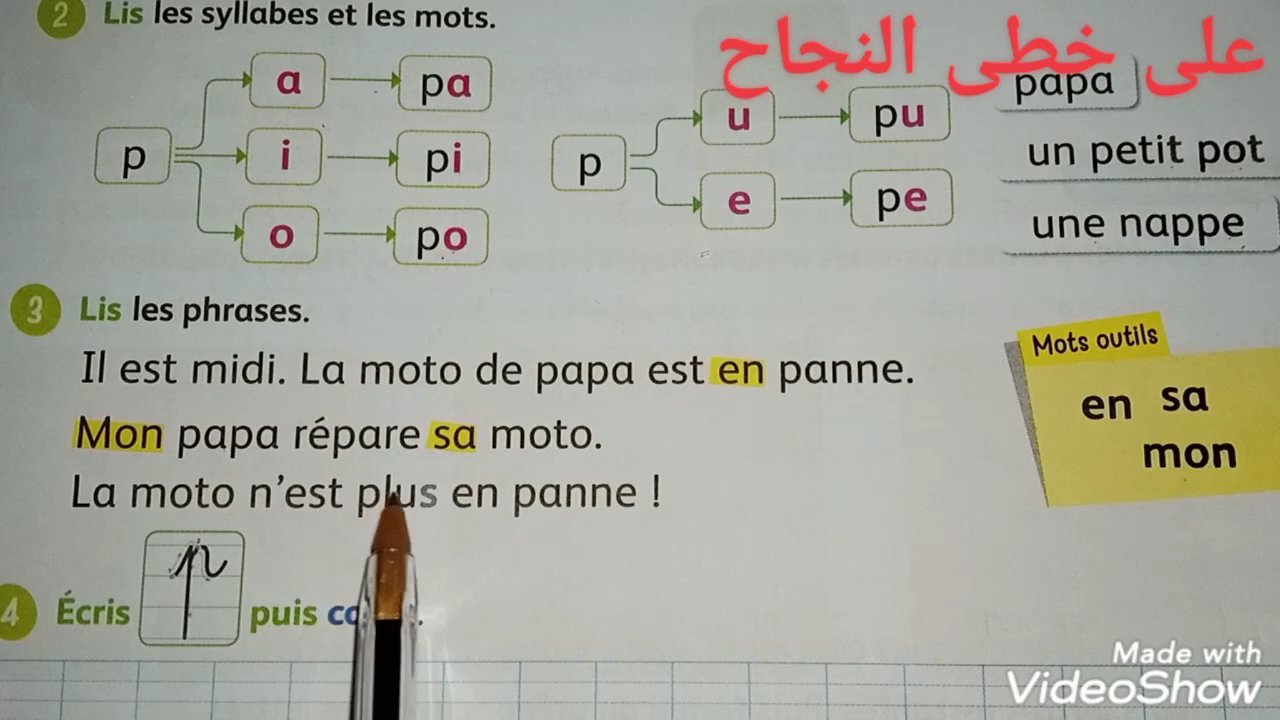 2 Lis les syllabes et les mots.
على خطى النجاح
p a pa
i pi
o po
p u pu
e pe
papa
un petit pot
une nappe
3 Lis les phrases.
Il est midi. La moto de papa est en panne.
Mon papa répare sa moto.
La moto n'est plus en panne !
Mots outils
en sa
mon
4 Écris p puis
Made with
VideoShow